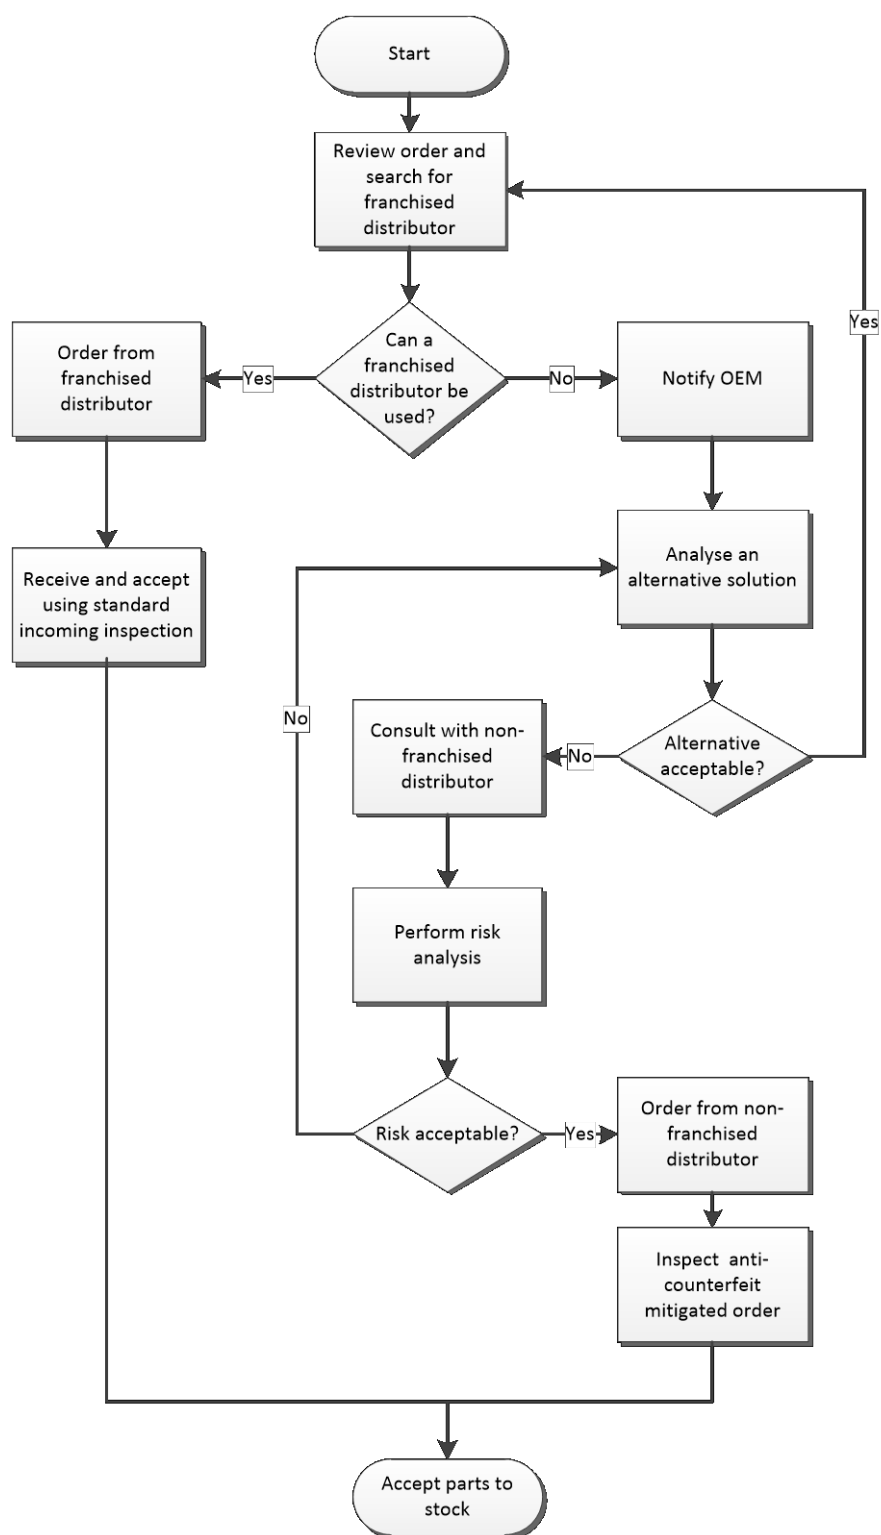 Start
Review order and
search for
franchised
distributor
Yes
Order from
franchised
distributor
Yes
Can a
franchised
distributor be
used?
No
Notify OEM
Receive and accept
using standard
incoming inspection
Analyse an
alternative solution
No
Consult with non-
franchised
distributor
No
Alternative
acceptable?
Perform risk
analysis
Risk acceptable?
Yes
Order from non-
franchised
distributor
Inspect anti-
counterfeit
mitigated order
Accept parts to
stock